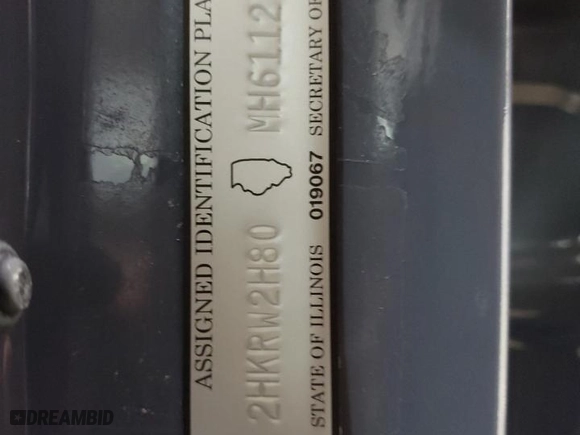 ASSIGNED IDENTIFICATION PLA
2HKRW2H80 MH6112
STATE OF ILLINOIS 019067 SECRETARY OF
DREAMBID